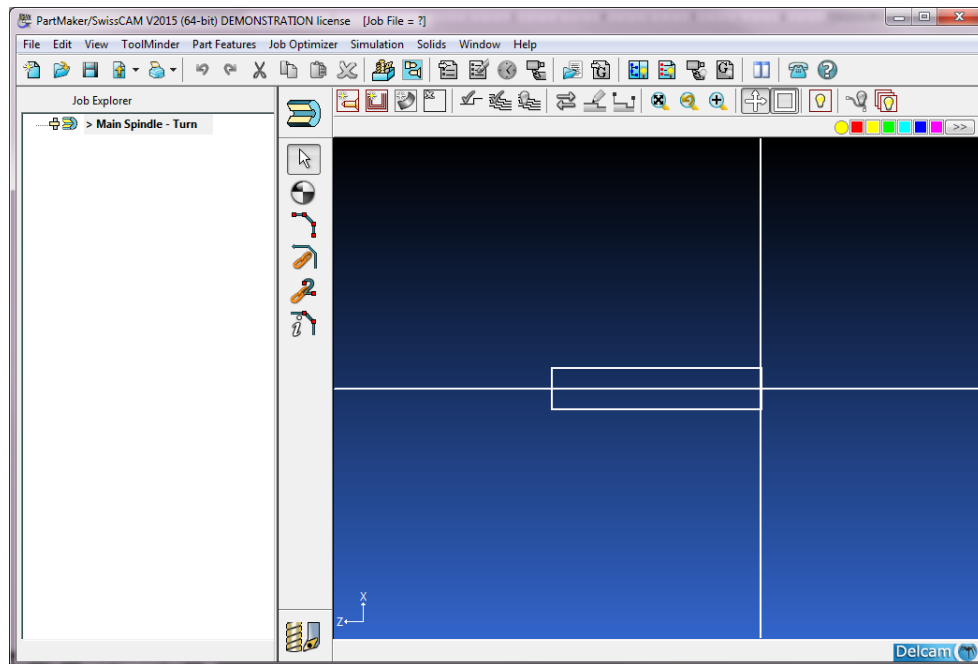 PartMaker/SwissCAM V2015 (64-bit) DEMONSTRATION license [Job File = ?]
File Edit View ToolMinder Part Features Job Optimizer Simulation Solids Window Help
Job Explorer
> Main Spindle - Turn
>>
X
Z
Delcam